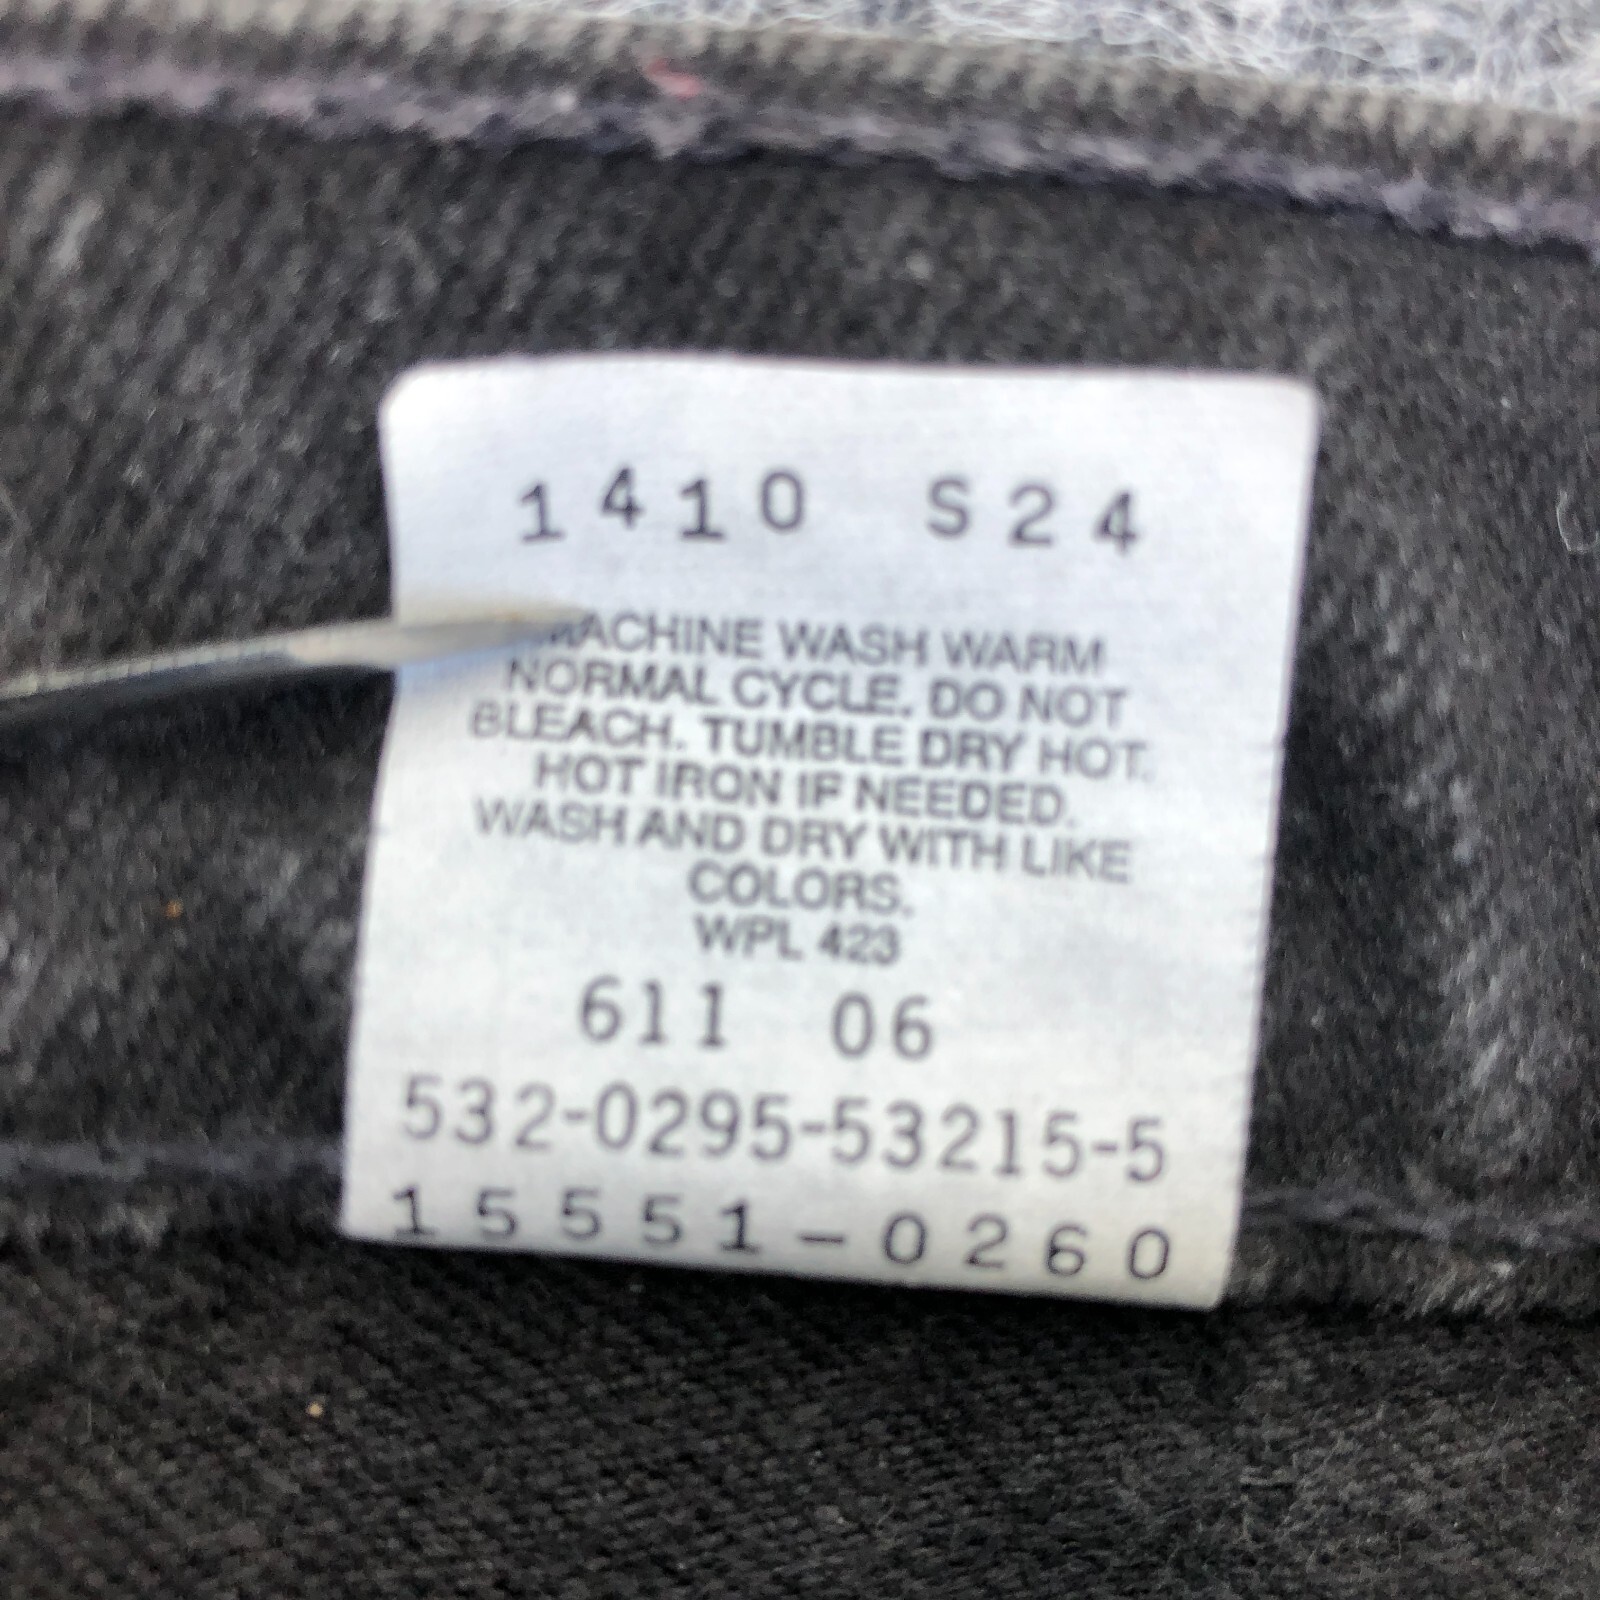 1410 S24
MACHINE WASH WARM
NORMAL CYCLE. DO NOT
BLEACH. TUMBLE DRY HOT.
HOT IRON IF NEEDED.
WASH AND DRY WITH LIKE
COLORS.
WPL 423
611 06
532-0295-53215-5
15551-0260